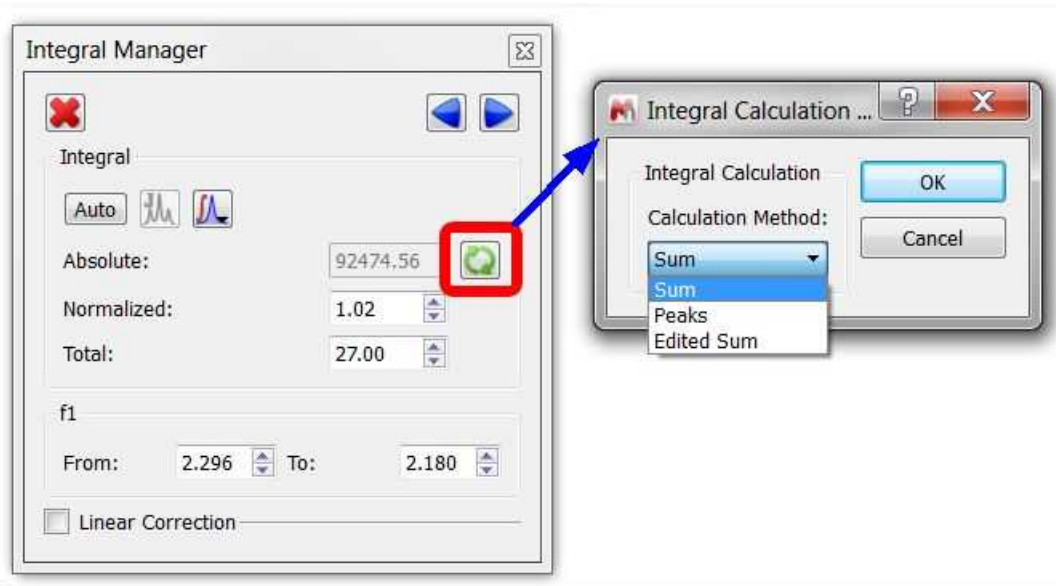 Integral Manager
Integral
Auto
Absolute: 92474.56
Normalized: 1.02
Total: 27.00
f1
From: 2.296 To: 2.180
Linear Correction
Integral Calculation ...
Integral Calculation
Calculation Method:
Sum
Sum
Peaks
Edited Sum
OK
Cancel